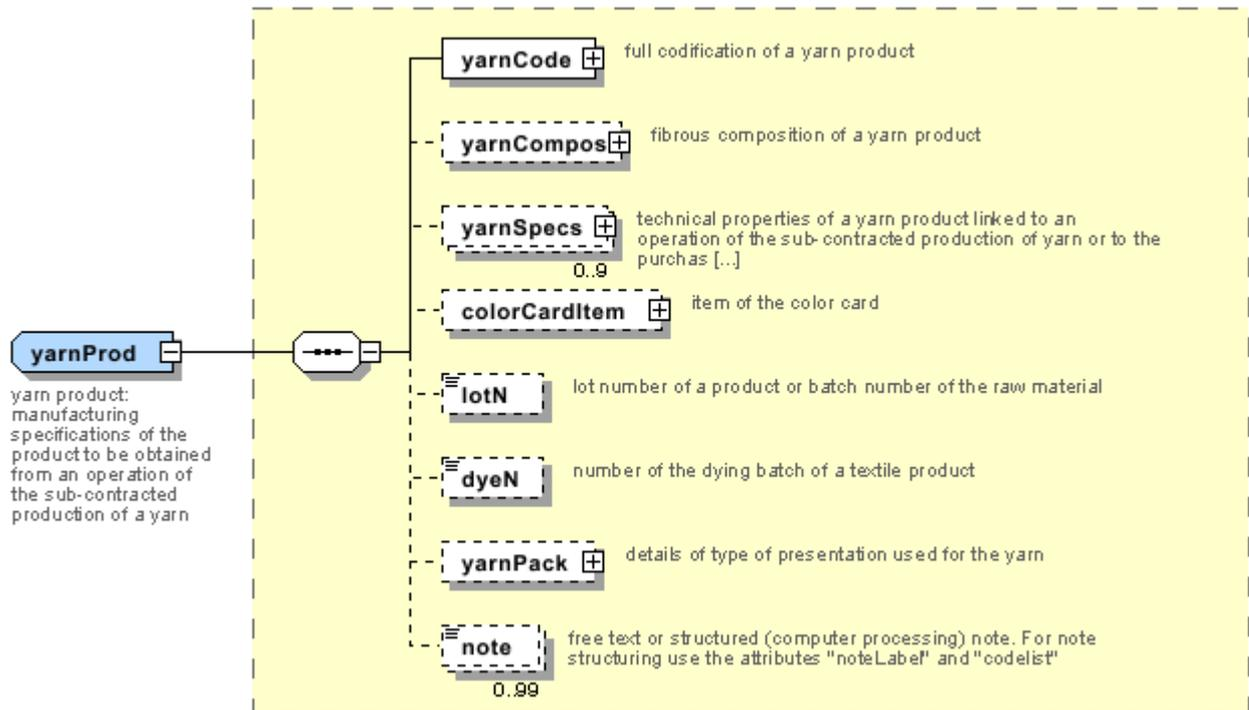 yarnCode
full codification of a yarn product
yarnCompos
fibrous composition of a yarn product
yarnSpecs
technical properties of a yarn product linked to an
operation of the sub-contracted production of yarn or to the
purchas [...]
0..9
colorCardItem
item of the color card
yarnProd
yarn product:
manufacturing
specifications of the
product to be obtained
from an operation of
the sub-contracted
production of a yarn
lotN
lot number of a product or batch number of the raw material
dyeN
number of the dying batch of a textile product
yarnPack
details of type of presentation used for the yarn
note
free text or structured (computer processing) note. For note
structuring use the attributes "noteLabel" and "codelist"
0..99